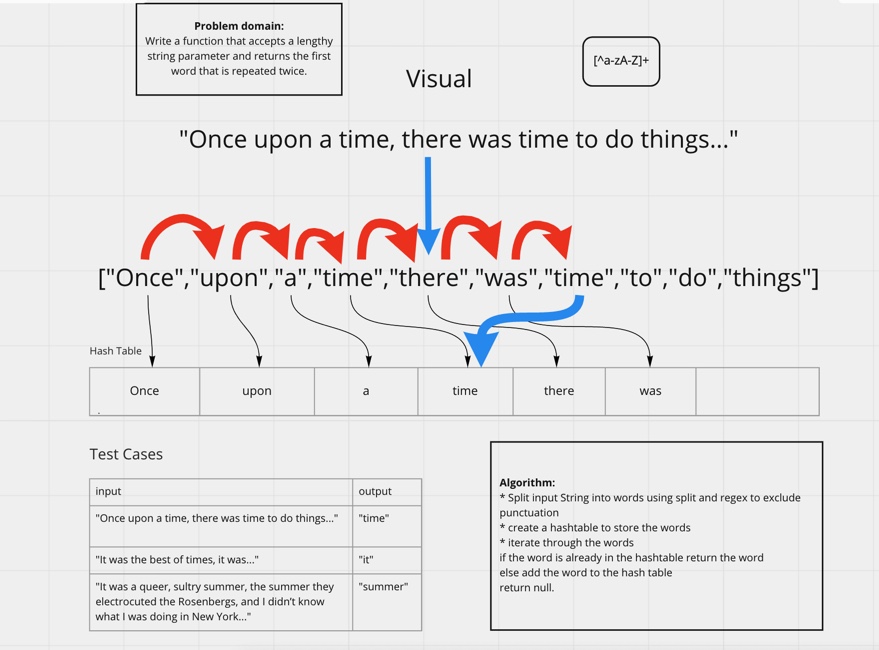 Problem domain:
Write a function that accepts a lengthy
string parameter and returns the first
word that is repeated twice.
[^a-zA-Z]+
Visual
"Once upon a time, there was time to do things..."
["Once","upon","a","time","there","was","time","to","do","things"]
Hash Table
Once
upon
a
time
there
was
.
Test Cases
input
output
"Once upon a time, there was time to do things..."
"time"
"It was the best of times, it was..."
"it"
"It was a queer, sultry summer, the summer they
electrocuted the Rosenbergs, and I didn't know
what I was doing in New York..."
"summer"
Algorithm:
* Split input String into words using split and regex to exclude
punctuation
* create a hashtable to store the words
* iterate through the words
if the word is already in the hashtable return the word
else add the word to the hash table
return null.